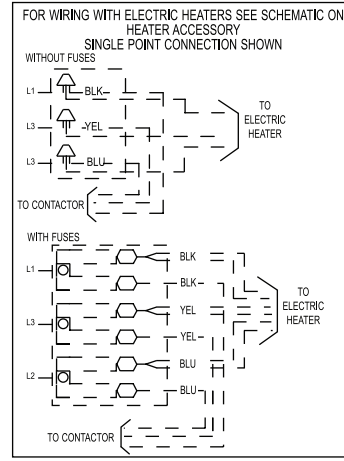 FOR WIRING WITH ELECTRIC HEATERS SEE SCHEMATIC ON
HEATER ACCESSORY
SINGLE POINT CONNECTION SHOWN
WITHOUT FUSES
L1
BLK
L3
YEL
L3
BLU
TO
ELECTRIC
HEATER
TO CONTACTOR
WITH FUSES
L1
BLK
BLK
L3
YEL
YEL
L2
BLU
BLU
TO
ELECTRIC
HEATER
TO CONTACTOR